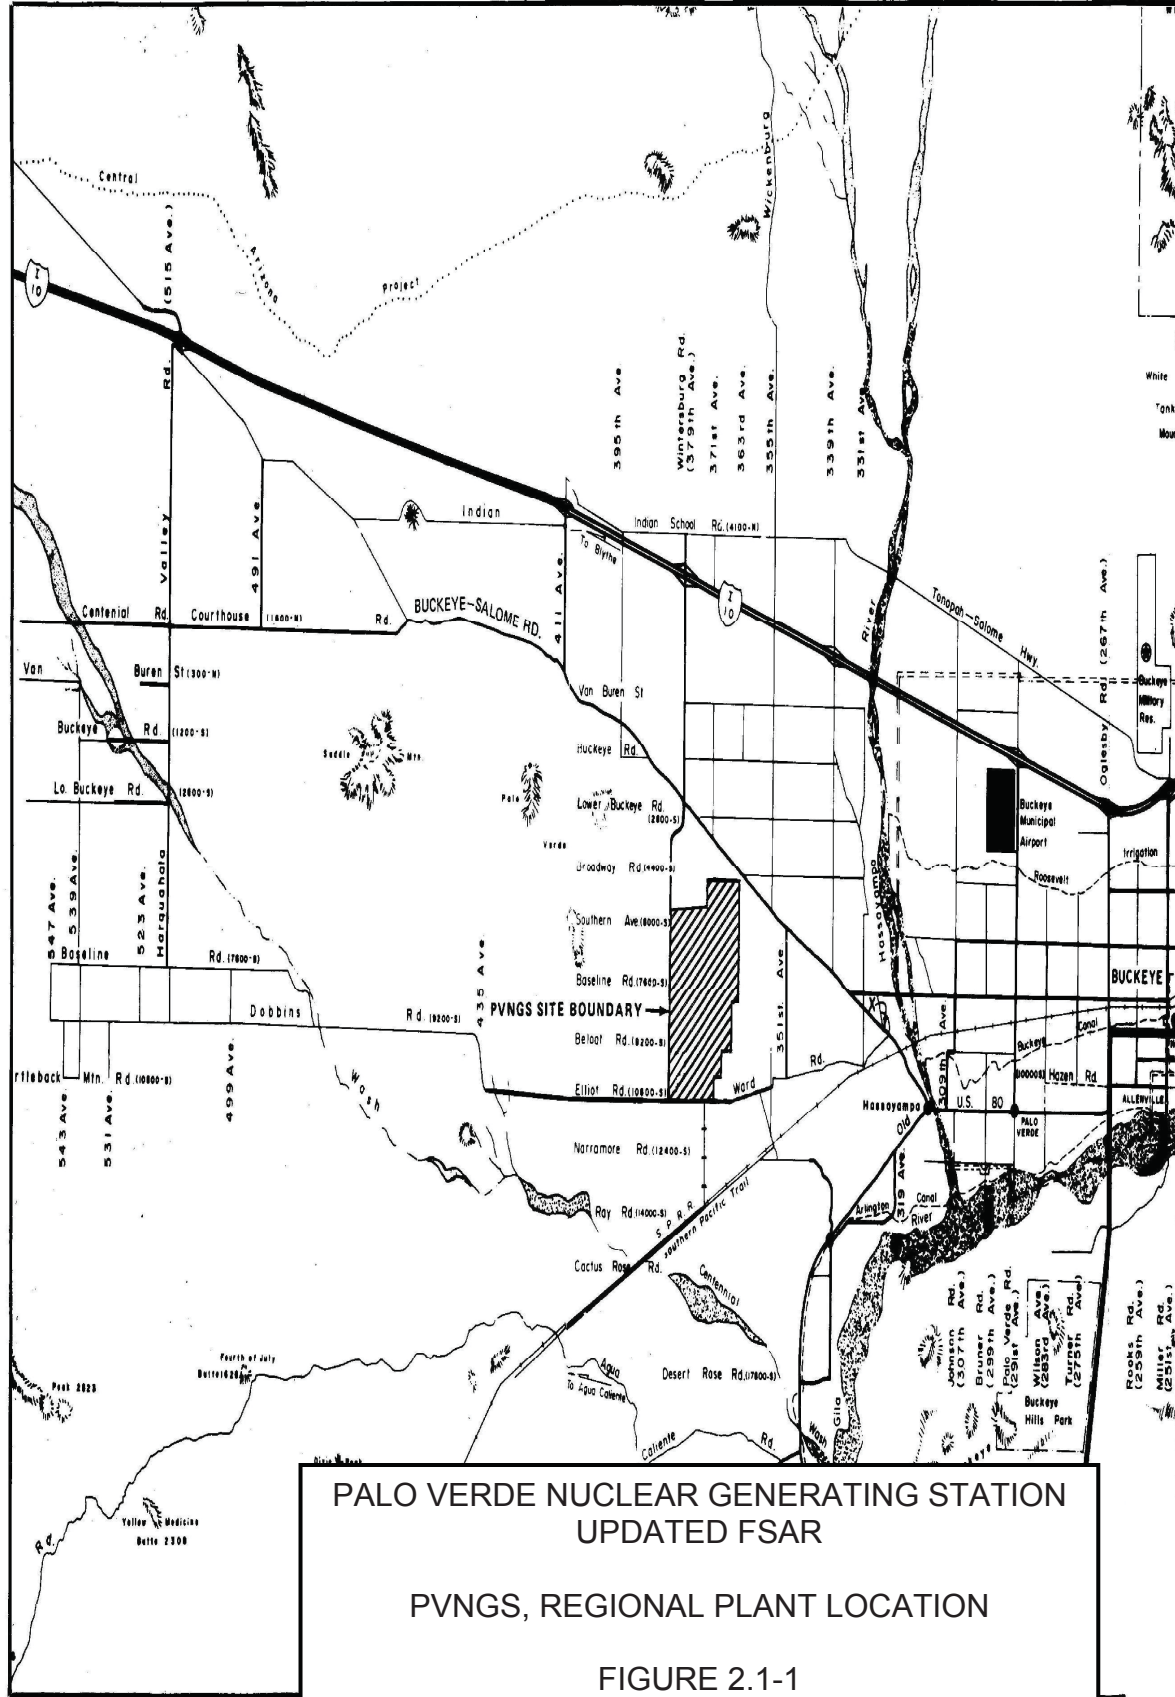 Central
Arizona
Project
Wickenburg
I
10
(515 Ave.)
Valley Rd.
491 Ave
White
Tank
395th Ave.
Wintersburg Rd.
(379th Ave.)
371st Ave.
363rd Ave.
355th Ave.
339th Ave.
331st Ave.
Indian
Indian School Rd. (4100-N)
To Blythe
I
10
411 Ave.
River
Tonopah-Salome Hwy.
Oglesby Rd. (267th Ave.)
Centenial Rd.
Courthouse
Rd.
BUCKEYE-SALOME RD.
Van
Buren St (300-N)
Van Buren St
Buckeye
Military
Res.
Buckeye Rd. (1200-S)
Buckeye Rd.
Saddle Mtn.
Lo. Buckeye Rd. (2800-S)
Palo
Verde
Lower Buckeye Rd.
(2800-S)
Buckeye
Municipal
Airport
Irrigation
Roosevelt
Broadway Rd. (4400-S)
547 Ave.
539 Ave.
523 Ave.
Harquahala
Southern Ave. (6000-S)
Hassayampa
Baseline Rd. (7600-S)
435 Ave
Baseline Rd. (7600-S)
351st. Ave
BUCKEYE
PVNGS SITE BOUNDARY
Dobbins Rd. (9200-S)
Beloat Rd. (9200-S)
Buckeye Canal
309th Ave.
Mtn. Rd. (10800-S)
Elliot Rd. (10800-S)
Ward Rd.
Hazen Rd.
543 Ave.
531 Ave.
499 Ave.
Wash
Hassayampa
Old
U.S. 80
PALO
VERDE
ALLENVILLE
Narramore Rd. (12400-S)
319 Ave.
Arlington
Canal
River
Ray Rd. (14000-S)
S. P. R. R.
Southern Pacific Trail
Cactus Rose Rd.
Centennial
Wash
Gila
Johnson Rd.
(307th Ave.)
Bruner Rd.
(299th Ave.)
Palo Verde Rd.
(291st Ave.)
Wilson Ave.
(283rd Ave.)
Turner Rd.
(275th Ave.)
Rooks Rd.
(259th Ave.)
Miller Rd.
(251st Ave.)
Fourth of July
Peak 2823
Agua
To Agua Caliente
Desert Rose Rd. (17800-S)
Caliente Rd.
Buckeye
Hills Park
Yellow Medicine
Butte 2308
Rd.
PALO VERDE NUCLEAR GENERATING STATION
UPDATED FSAR
PVNGS, REGIONAL PLANT LOCATION
FIGURE 2.1-1